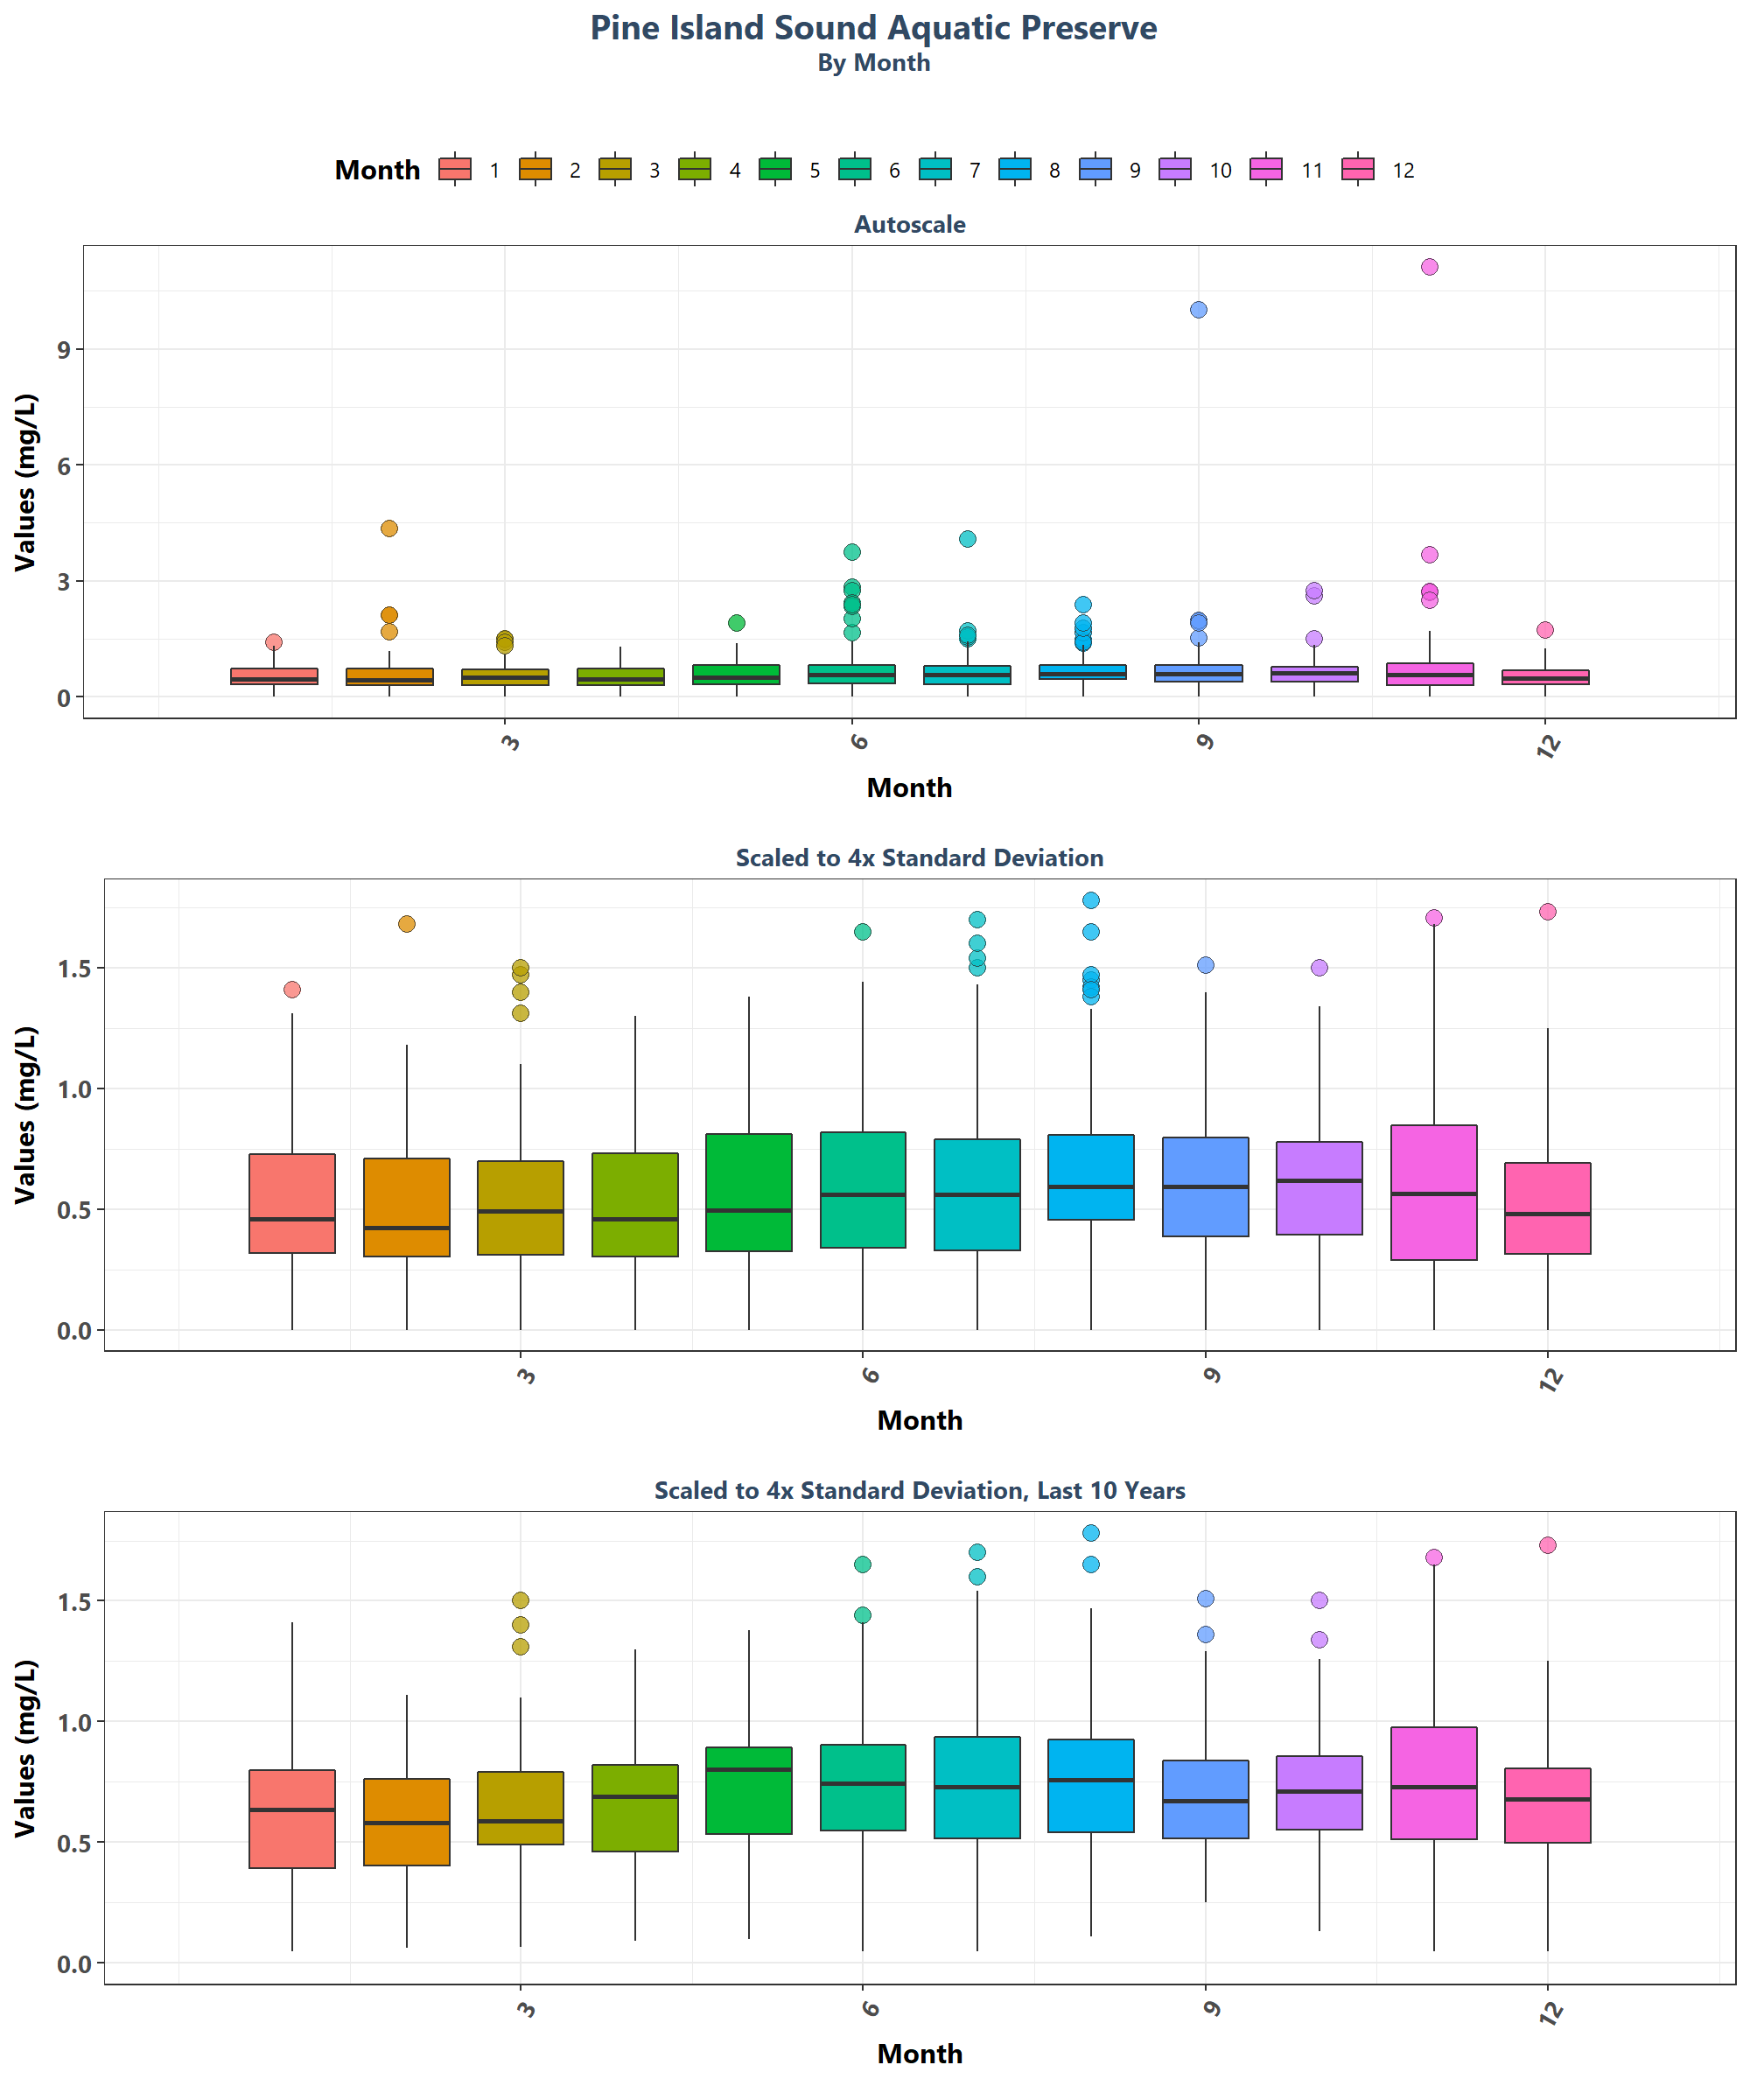 Pine Island Sound Aquatic Preserve
By Month
Month 1 2 3 4 5 6 7 8 9 10 11 12
Autoscale
Values (mg/L)
9
6
3
0
3 6 9 12
Month
Scaled to 4x Standard Deviation
Values (mg/L)
1.5
1.0
0.5
0.0
3 6 9 12
Month
Scaled to 4x Standard Deviation, Last 10 Years
Values (mg/L)
1.5
1.0
0.5
0.0
3 6 9 12
Month